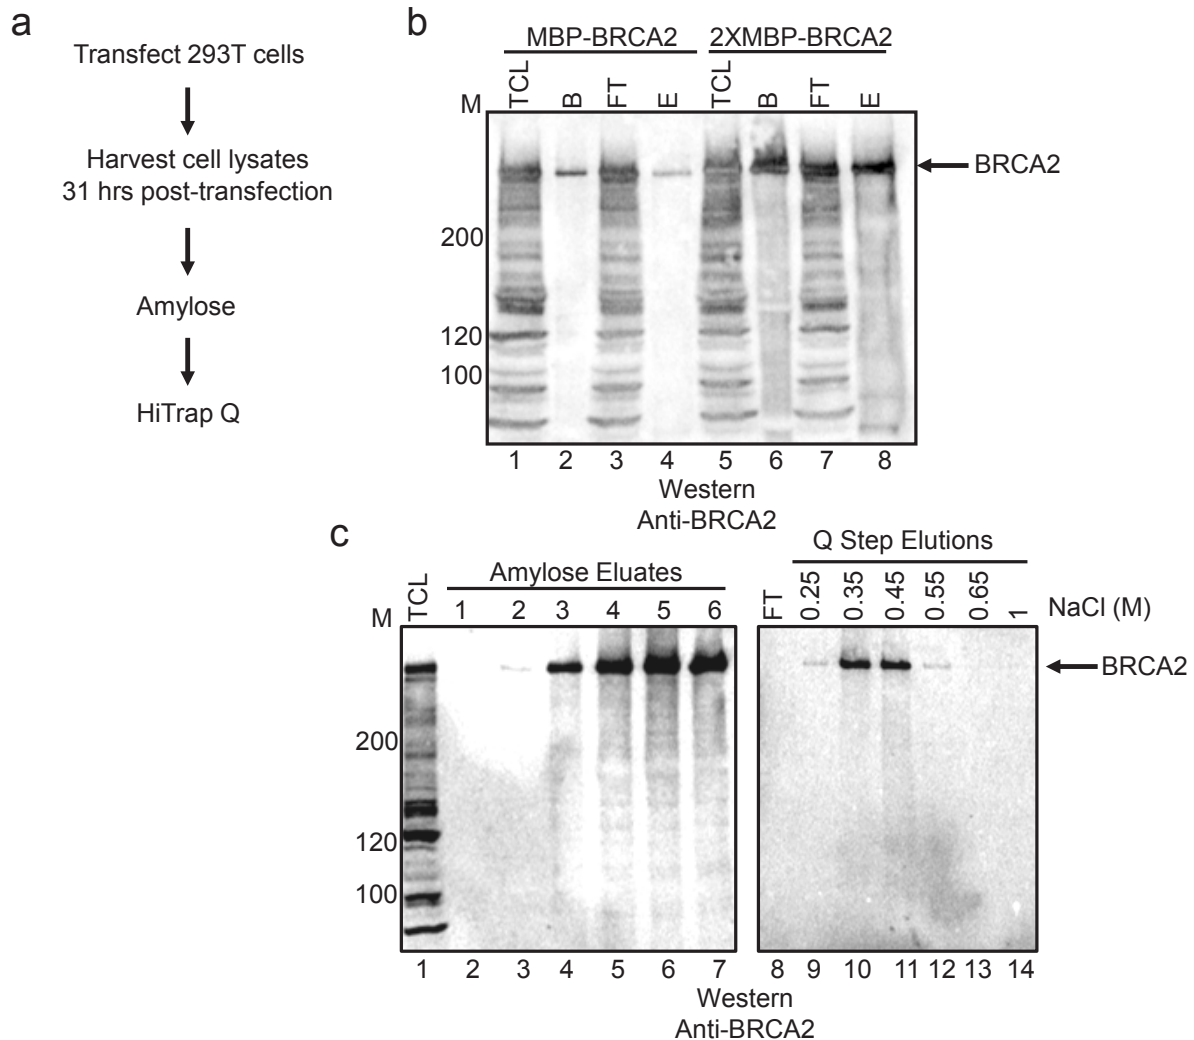 a
Transfect 293T cells
Harvest cell lysates
31 hrs post-transfection
Amylose
HiTrap Q
b
MBP-BRCA2 2XMBP-BRCA2
M TCL B FT E TCL B FT E
BRCA2
200
120
100
1 2 3 4 5 6 7 8
Western
Anti-BRCA2
c
Amylose Eluates
Q Step Elutions
M TCL 1 2 3 4 5 6
FT 0.25 0.35 0.45 0.55 0.65 1 NaCl (M)
BRCA2
200
120
100
1 2 3 4 5 6 7 8 9 10 11 12 13 14
Western
Anti-BRCA2